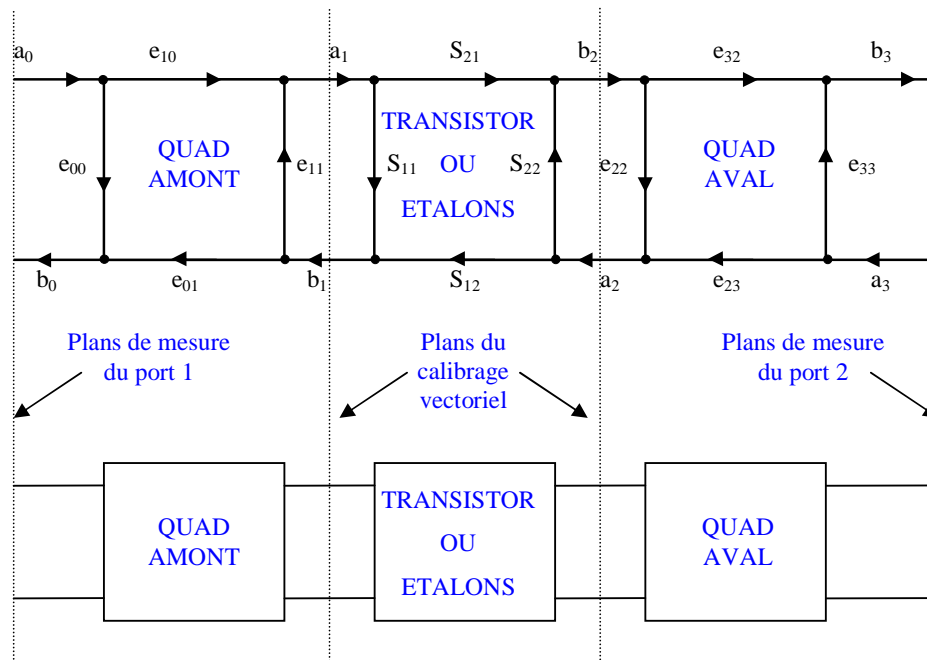 a₀ e₁₀ a₁ S₂₁ b₂ e₃₂ b₃
QUAD
AMONT
TRANSISTOR
OU
ETALONS
QUAD
AVAL
e₀₀ e₁₁ S₁₁ S₂₂ e₂₂ e₃₃
b₀ e₀₁ b₁ S₁₂ a₂ e₂₃ a₃
Plans de mesure
du port 1
Plans du
calibrage
vectoriel
Plans de mesure
du port 2
QUAD
AMONT
TRANSISTOR
OU
ETALONS
QUAD
AVAL